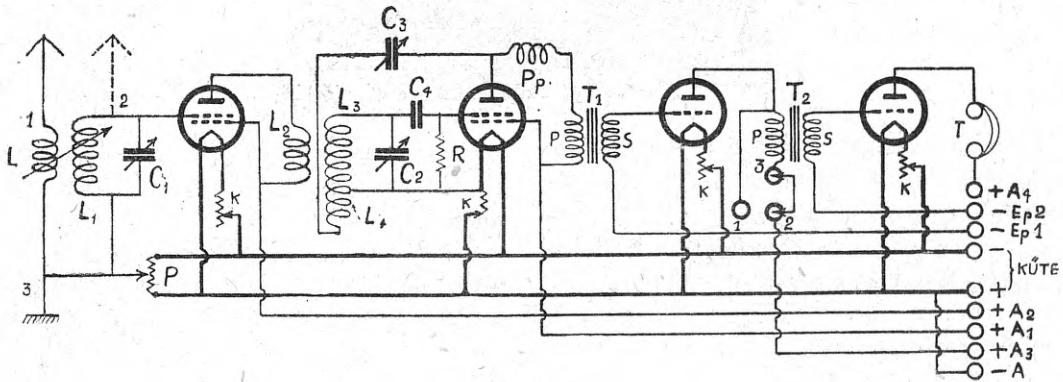 C3
1
2
L
L1
C1
L2
L3
C4
Pp
T1
P
S
T2
P
S
T
R
C2
L4
K
K
K
K
3
1
2
3
P
+ A4
- Ep2
- Ep1
-
KŰTE
+
+ A2
+ A1
+ A3
- A